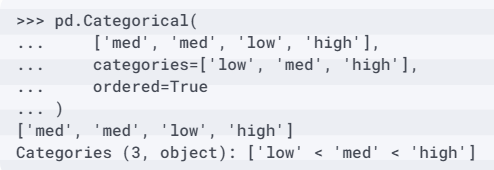 >>> pd.Categorical(
...     ['med', 'med', 'low', 'high'],
...     categories=['low', 'med', 'high'],
...     ordered=True
... )
['med', 'med', 'low', 'high']
Categories (3, object): ['low' < 'med' < 'high']